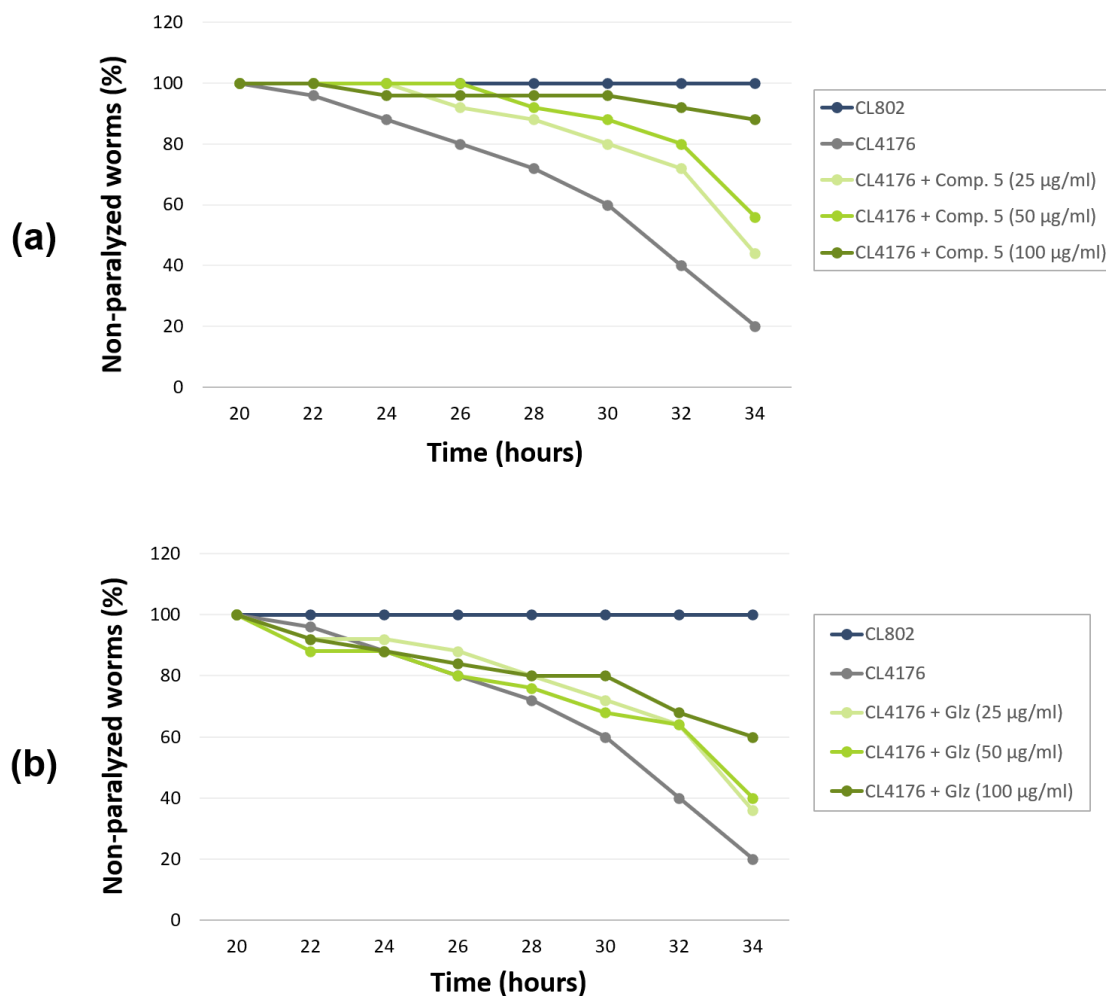 (a)
Non-paralyzed worms (%)
120
100
80
60
40
20
0
20 22 24 26 28 30 32 34
Time (hours)
CL802
CL4176
CL4176 + Comp. 5 (25 µg/ml)
CL4176 + Comp. 5 (50 µg/ml)
CL4176 + Comp. 5 (100 µg/ml)
(b)
Non-paralyzed worms (%)
120
100
80
60
40
20
0
20 22 24 26 28 30 32 34
Time (hours)
CL802
CL4176
CL4176 + Glz (25 µg/ml)
CL4176 + Glz (50 µg/ml)
CL4176 + Glz (100 µg/ml)